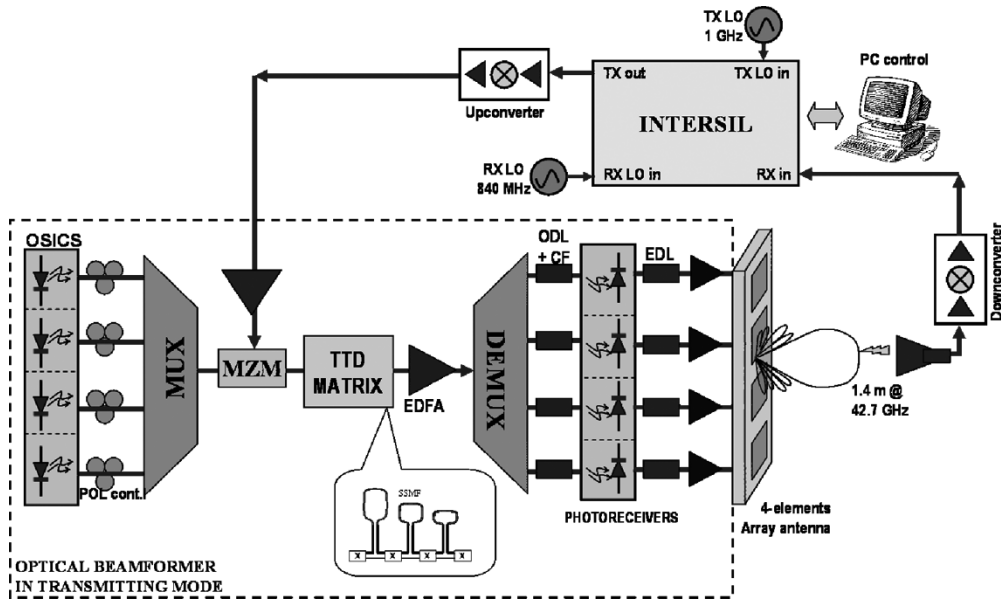 TX LO
1 GHz
TX out
TX LO in
PC control
Upconverter
INTERSIL
RX LO
840 MHz
RX LO in
RX in
OSICS
ODL
+ CF
EDL
Downconverter
MUX
MZM
TTD
MATRIX
EDFA
DEMUX
1.4 m @
42.7 GHz
POL cont.
SSMF
X X X X
PHOTORECEIVERS
4-elements
Array antenna
OPTICAL BEAMFORMER
IN TRANSMITTING MODE